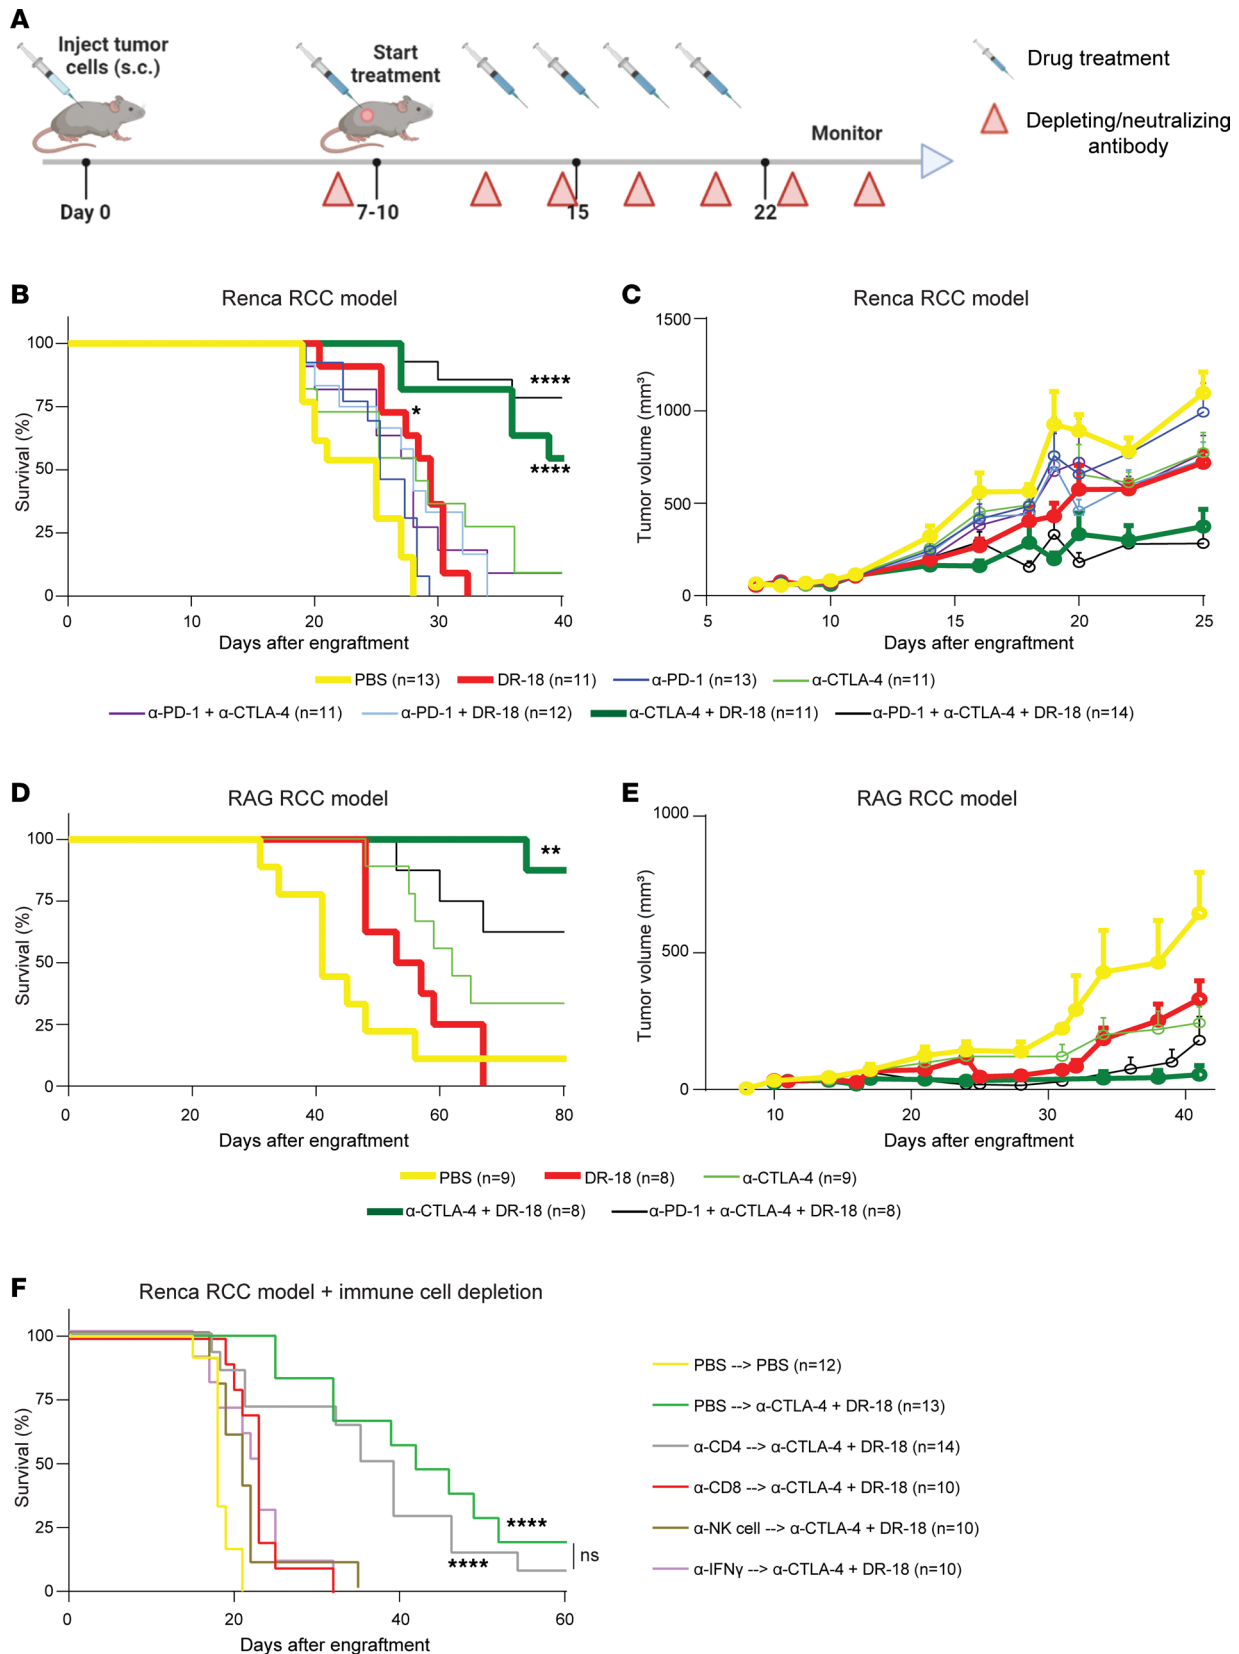 A
Inject tumor
cells (s.c.)
Start
treatment
Drug treatment
Depleting/neutralizing
antibody
Monitor
Day 0
7-10
15
22
B
Renca RCC model
Survival (%)
100
75
50
25
0
0
10
20
30
40
Days after engraftment
*
****
****
C
Renca RCC model
Tumor volume (mm³)
1500
1000
500
0
5
10
15
20
25
Days after engraftment
PBS (n=13)
DR-18 (n=11)
α-PD-1 (n=13)
α-CTLA-4 (n=11)
α-PD-1 + α-CTLA-4 (n=11)
α-PD-1 + DR-18 (n=12)
α-CTLA-4 + DR-18 (n=11)
α-PD-1 + α-CTLA-4 + DR-18 (n=14)
D
RAG RCC model
Survival (%)
100
75
50
25
0
0
20
40
60
80
Days after engraftment
**
E
RAG RCC model
Tumor volume (mm³)
1000
500
0
10
20
30
40
Days after engraftment
PBS (n=9)
DR-18 (n=8)
α-CTLA-4 (n=9)
α-CTLA-4 + DR-18 (n=8)
α-PD-1 + α-CTLA-4 + DR-18 (n=8)
F
Renca RCC model + immune cell depletion
Survival (%)
100
75
50
25
0
0
20
40
60
Days after engraftment
****
****
ns
PBS --> PBS (n=12)
PBS --> α-CTLA-4 + DR-18 (n=13)
α-CD4 --> α-CTLA-4 + DR-18 (n=14)
α-CD8 --> α-CTLA-4 + DR-18 (n=10)
α-NK cell --> α-CTLA-4 + DR-18 (n=10)
α-IFNγ --> α-CTLA-4 + DR-18 (n=10)